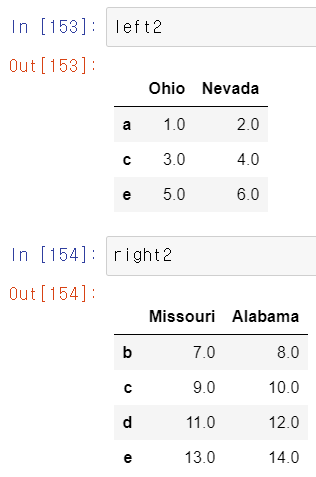 In [153]: left2
Out[153]:
Ohio Nevada
a 1.0 2.0
c 3.0 4.0
e 5.0 6.0
In [154]: right2
Out[154]:
Missouri Alabama
b 7.0 8.0
c 9.0 10.0
d 11.0 12.0
e 13.0 14.0